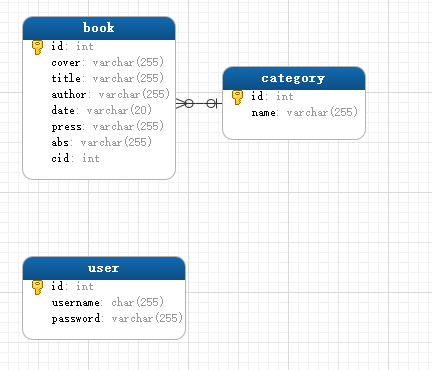 book
id: int
cover: varchar(255)
title: varchar(255)
author: varchar(255)
date: varchar(20)
press: varchar(255)
abs: varchar(255)
cid: int
category
id: int
name: varchar(255)
user
id: int
username: char(255)
password: varchar(255)